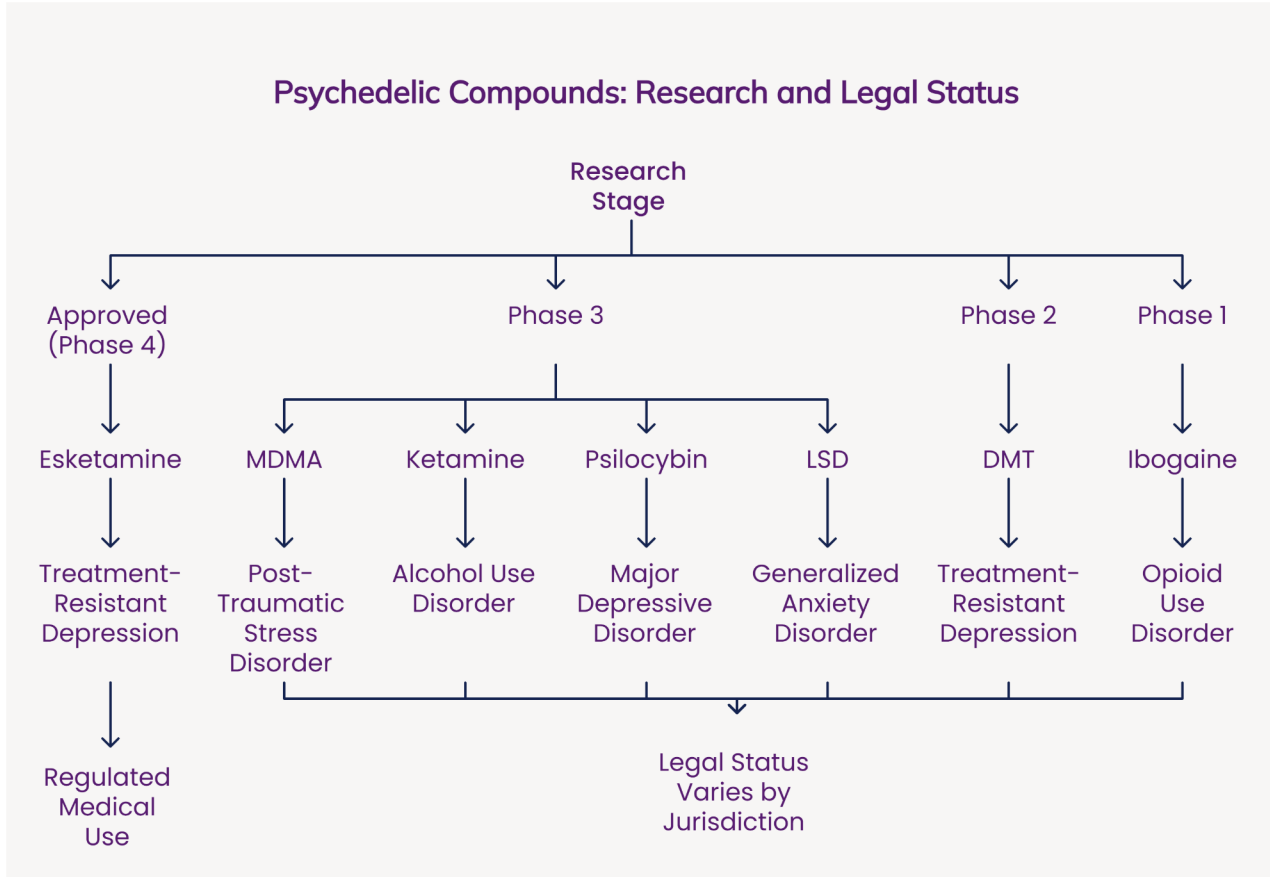 Psychedelic Compounds: Research and Legal Status
Research
Stage
Approved
(Phase 4)
Phase 3
Phase 2
Phase 1
Esketamine
MDMA
Ketamine
Psilocybin
LSD
DMT
Ibogaine
Treatment-
Resistant
Depression
Post-
Traumatic
Stress
Disorder
Alcohol Use
Disorder
Major
Depressive
Disorder
Generalized
Anxiety
Disorder
Treatment-
Resistant
Depression
Opioid
Use
Disorder
Regulated
Medical
Use
Legal Status
Varies by
Jurisdiction